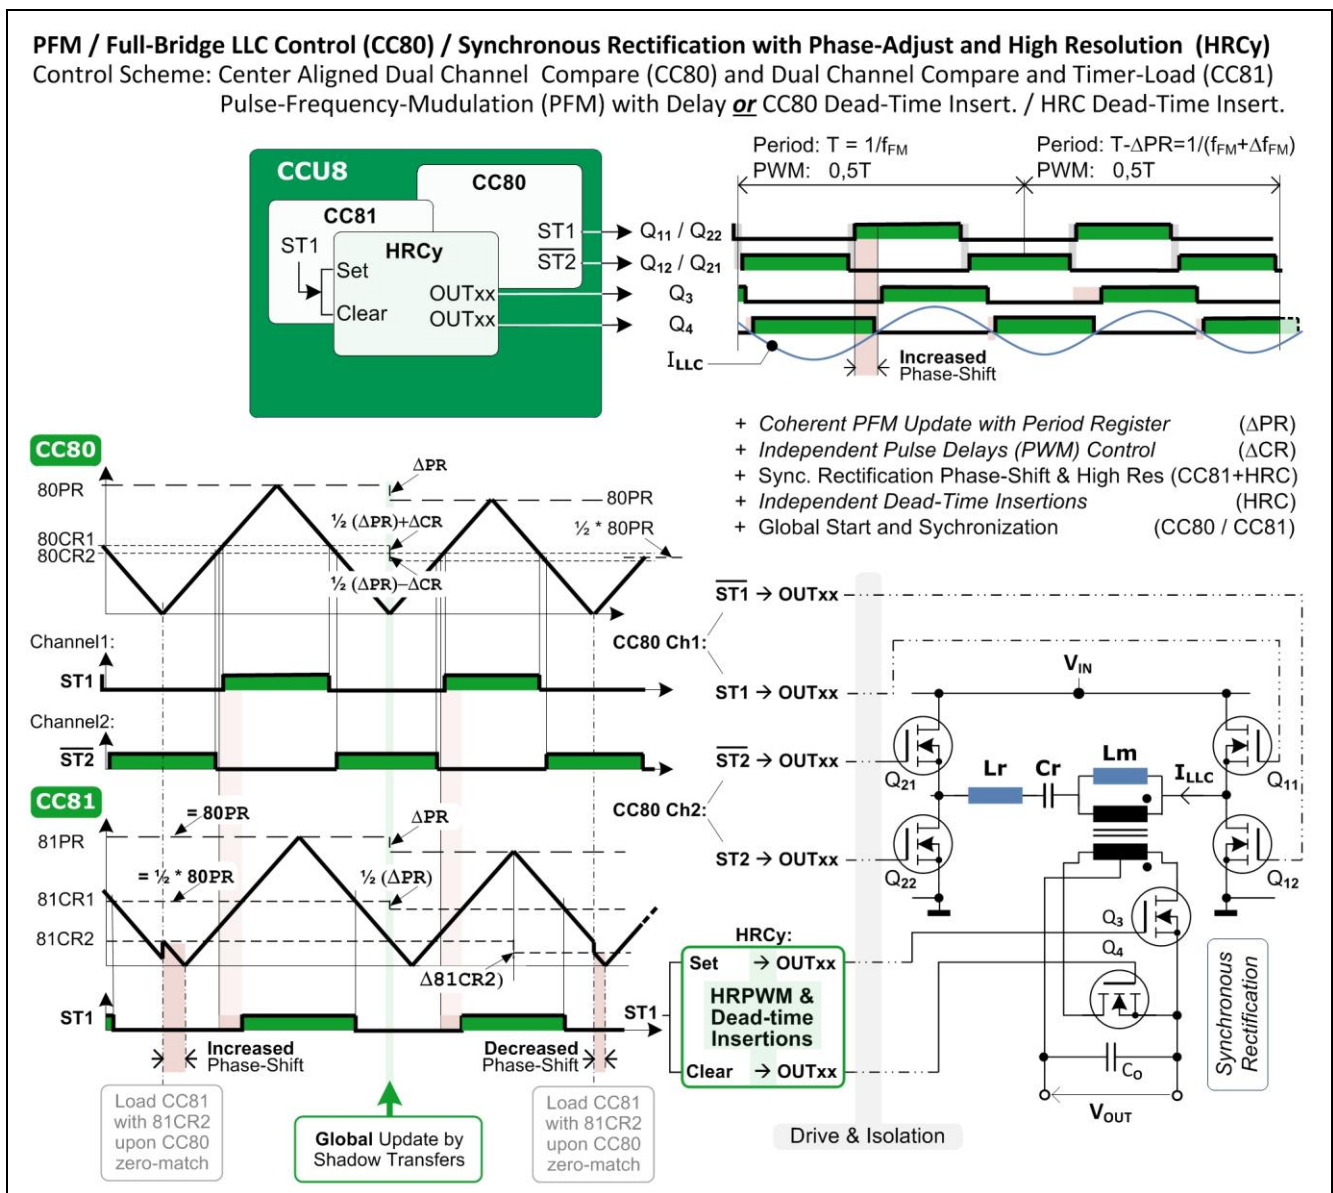 PFM / Full-Bridge LLC Control (CC80) / Synchronous Rectification with Phase-Adjust and High Resolution (HRCy)
Control Scheme: Center Aligned Dual Channel Compare (CC80) and Dual Channel Compare and Timer-Load (CC81)
Pulse-Frequency-Mudulation (PFM) with Delay or CC80 Dead-Time Insert. / HRC Dead-Time Insert.
CCU8
CC80
CC81
ST1
HRCy
Set
Clear
OUTxx
OUTxx
ST1
S̅T̅2̅
Q11 / Q22
Q12 / Q21
Q3
Q4
Period: T = 1/fFM
PWM: 0,5T
Period: T-ΔPR=1/(fFM+ΔfFM)
PWM: 0,5T
ILLC
Increased
Phase-Shift
+ Coherent PFM Update with Period Register (ΔPR)
+ Independent Pulse Delays (PWM) Control (ΔCR)
+ Sync. Rectification Phase-Shift & High Res (CC81+HRC)
+ Independent Dead-Time Insertions (HRC)
+ Global Start and Sychronization (CC80 / CC81)
CC80
80PR
80CR1
80CR2
ΔPR
½ (ΔPR)+ΔCR
½ (ΔPR)−ΔCR
80PR
½ * 80PR
Channel1:
ST1
Channel2:
S̅T̅2̅
CC81
81PR
= 80PR
ΔPR
= ½ * 80PR
½ (ΔPR)
81CR1
81CR2
Δ81CR2)
ST1
ST1
Increased
Phase-Shift
Decreased
Phase-Shift
Load CC81
with 81CR2
upon CC80
zero-match
Global Update by
Shadow Transfers
Load CC81
with 81CR2
upon CC80
zero-match
CC80 Ch1:
S̅T̅1̅ → OUTxx
ST1 → OUTxx
CC80 Ch2:
S̅T̅2̅ → OUTxx
ST2 → OUTxx
HRCy:
Set → OUTxx
HRPWM &
Dead-time
Insertions
Clear → OUTxx
Drive & Isolation
VIN
Q21
Q22
Lr
Cr
Lm
ILLC
Q11
Q12
Q3
Q4
CO
VOUT
Synchronous
Rectification